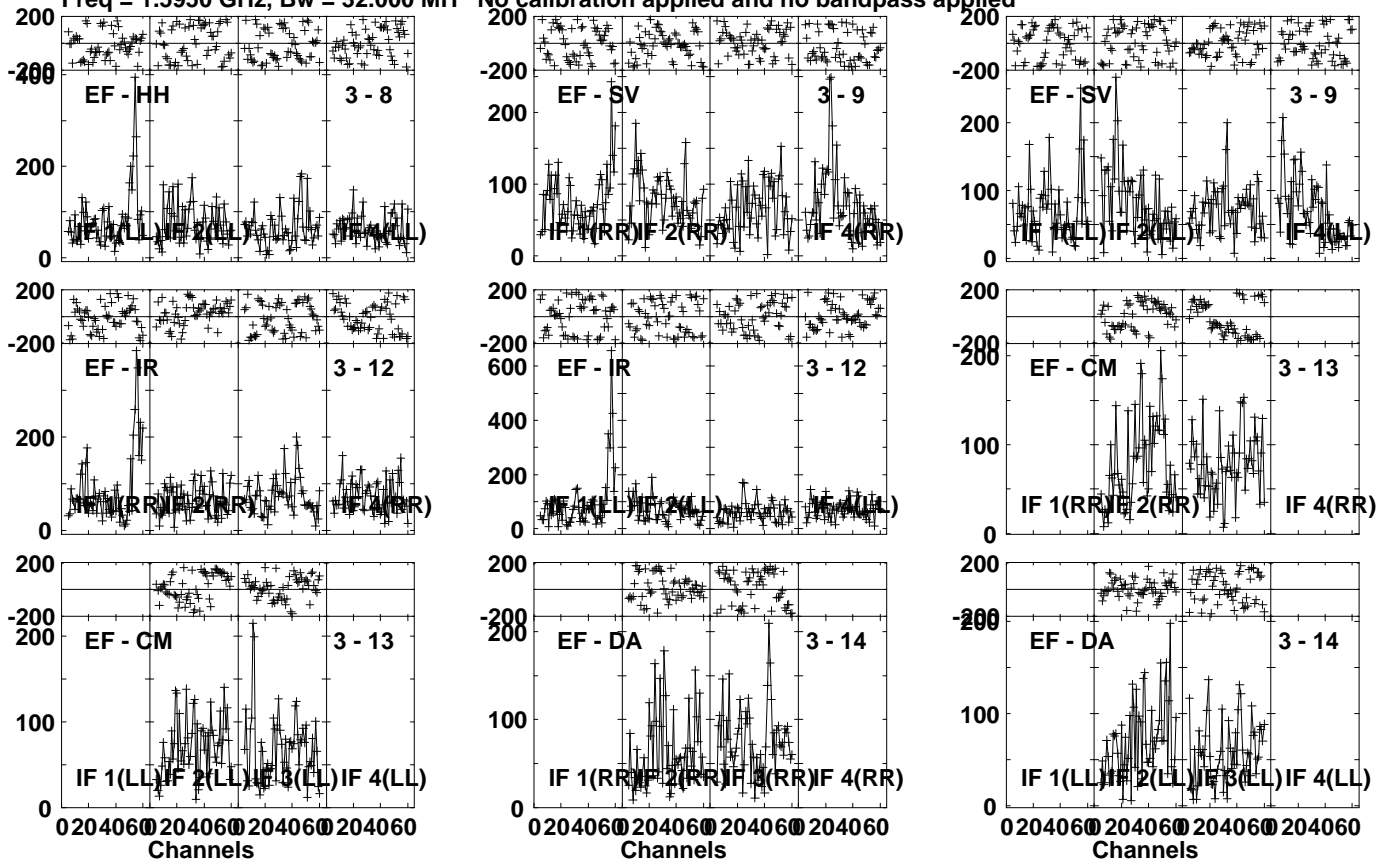 Freq = 1.5950 GHz, Bw = 32.000 MH No calibration applied and no bandpass applied
200
-200
400
200
0
EF - HH
3 - 8
IF 1(LL)
IF 2(LL)
IF 4(LL)
200
-200
200
100
0
EF - SV
3 - 9
IF 1(RR)
IF 2(RR)
IF 4(RR)
200
-200
200
100
0
EF - SV
3 - 9
IF 1(LL)
IF 2(LL)
IF 4(LL)
200
-200
200
0
EF - IR
3 - 12
IF 1(RR)
IF 2(RR)
IF 4(RR)
200
-200
600
400
200
0
EF - IR
3 - 12
IF 1(LL)
IF 2(LL)
IF 4(LL)
200
-200
200
100
0
EF - CM
3 - 13
IF 1(RR)
IF 2(RR)
IF 4(RR)
200
-200
200
100
0
EF - CM
3 - 13
IF 1(LL)
IF 2(LL)
IF 3(LL)
IF 4(LL)
0 20 40 60 0 20 40 60 0 20 40 60 0 20 40 60
Channels
200
-200
200
100
0
EF - DA
3 - 14
IF 1(RR)
IF 2(RR)
IF 3(RR)
IF 4(RR)
0 20 40 60 0 20 40 60 0 20 40 60 0 20 40 60
Channels
200
-200
200
100
0
EF - DA
3 - 14
IF 1(LL)
IF 2(LL)
IF 3(LL)
IF 4(LL)
0 20 40 60 0 20 40 60 0 20 40 60 0 20 40 60
Channels